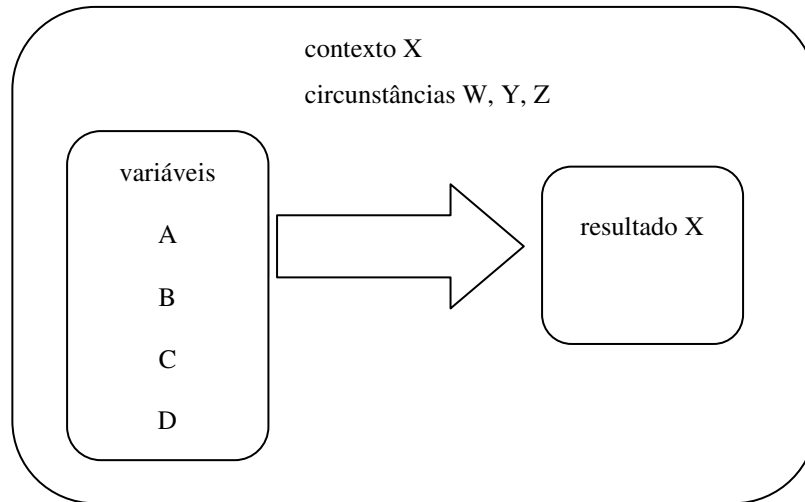 contexto X
circunstâncias W, Y, Z
variáveis
A
B
C
D
resultado X